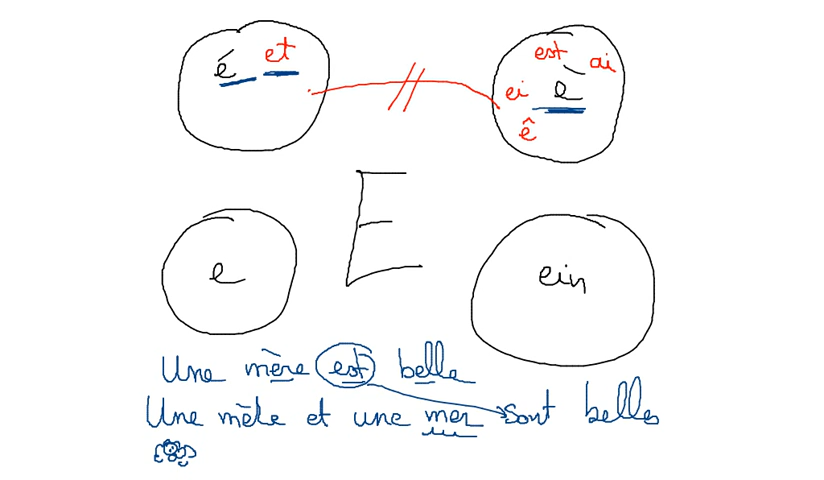 é et
est ai
ei è
ê
E
e
ein
Une mère est belle
Une mère et une mer sont belles